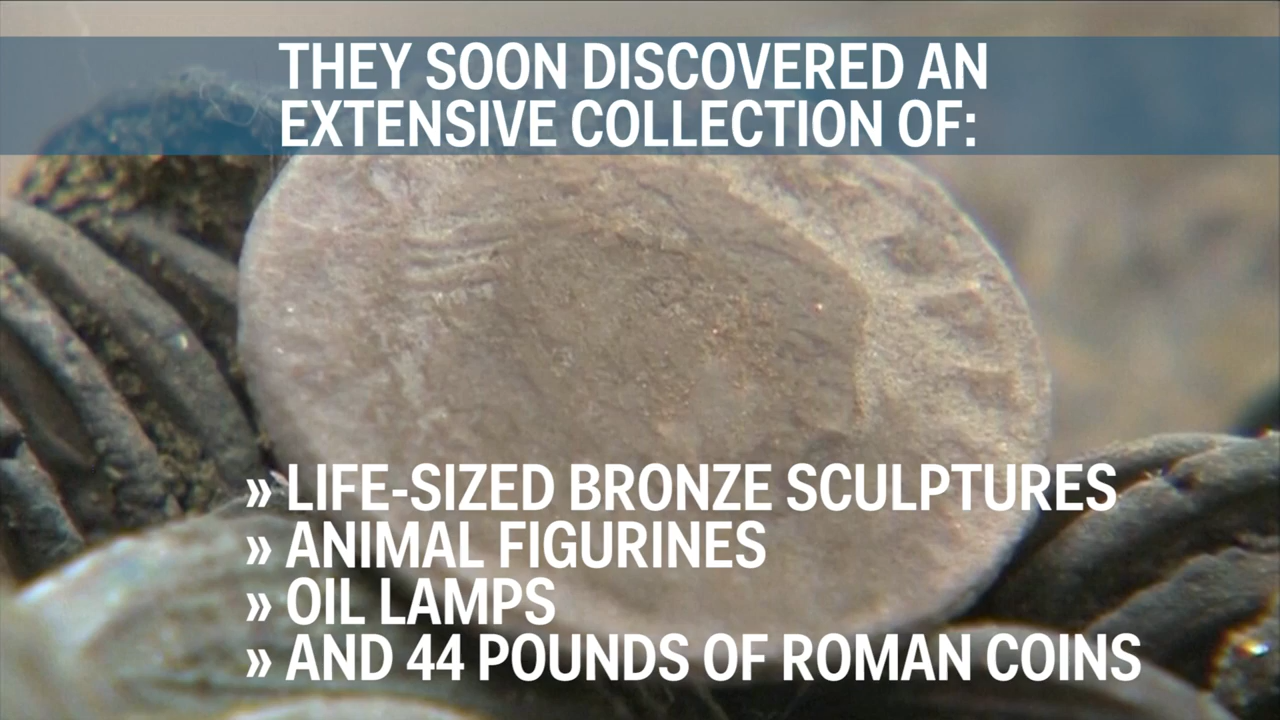 THEY SOON DISCOVERED AN
EXTENSIVE COLLECTION OF:
» LIFE-SIZED BRONZE SCULPTURES
» ANIMAL FIGURINES
» OIL LAMPS
» AND 44 POUNDS OF ROMAN COINS